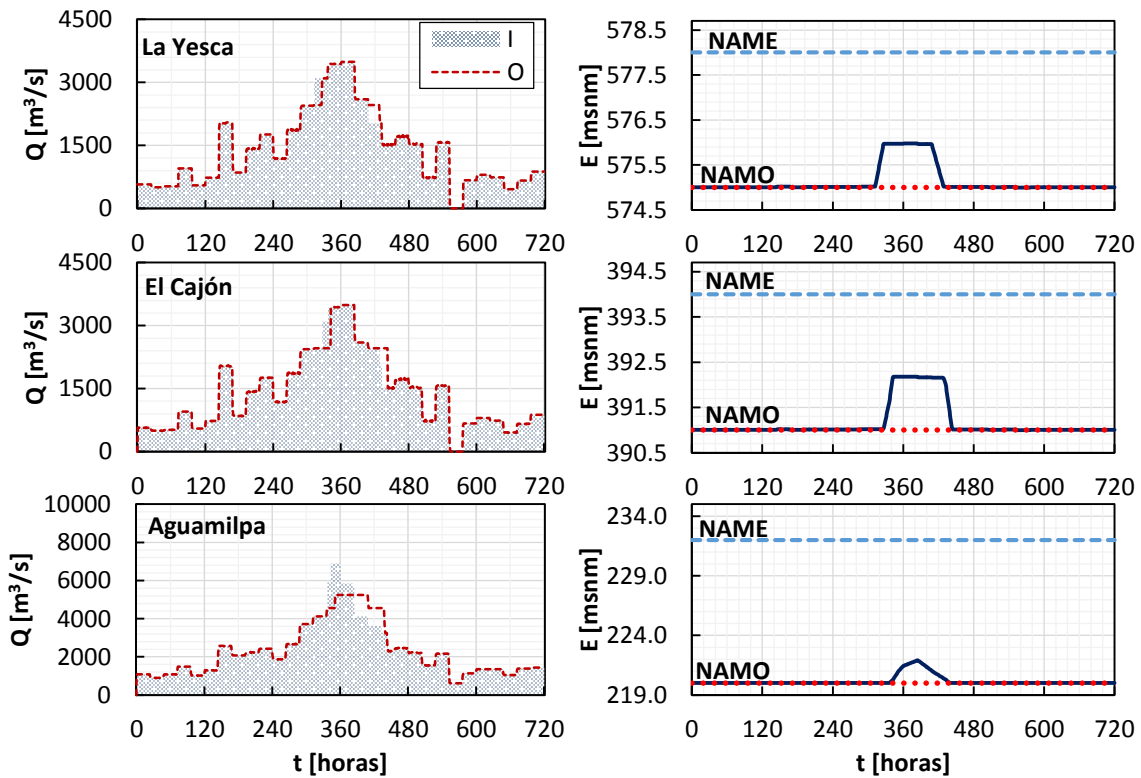 La Yesca
I
O
Q [m³/s]
4500
3000
1500
0
0 120 240 360 480 600 720
NAME
NAMO
E [msnm]
578.5
577.5
576.5
575.5
574.5
0 120 240 360 480 600 720
El Cajón
Q [m³/s]
4500
3000
1500
0
0 120 240 360 480 600 720
NAME
NAMO
E [msnm]
394.5
393.5
392.5
391.5
390.5
0 120 240 360 480 600 720
Aguamilpa
Q [m³/s]
10000
8000
6000
4000
2000
0
0 120 240 360 480 600 720
t [horas]
NAME
NAMO
E [msnm]
234.0
229.0
224.0
219.0
0 120 240 360 480 600 720
t [horas]